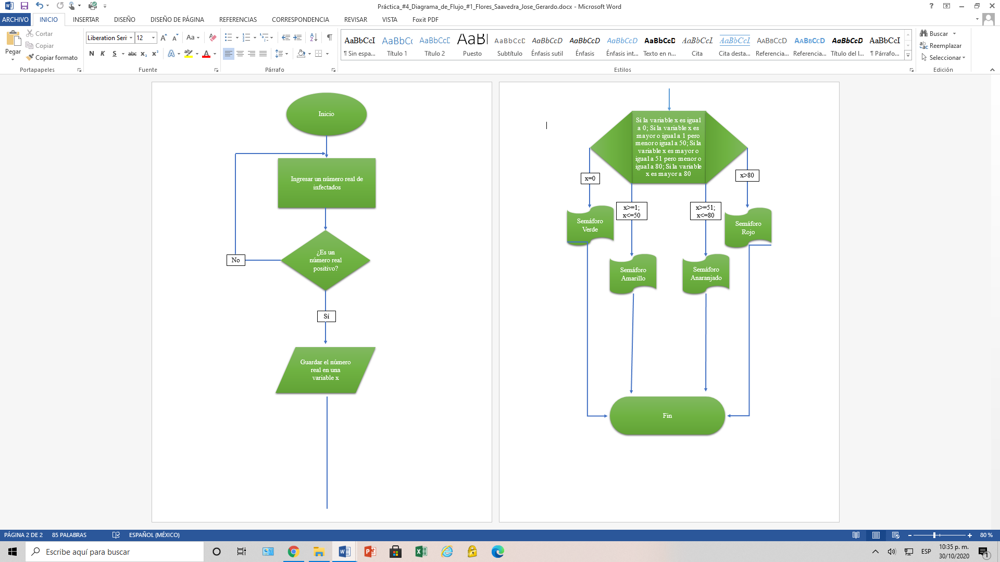 Práctica_#4_Diagrama_de_Flujo_#1_Flores_Saavedra_Jose_Gerardo.docx - Microsoft Word
ARCHIVO INICIO INSERTAR DISEÑO DISEÑO DE PÁGINA REFERENCIAS CORRESPONDENCIA REVISAR VISTA Foxit PDF
Pegar
Cortar
Copiar
Copiar formato
Portapapeles
Liberation Seri 12
N K S abc x₂ x²
Fuente
Párrafo
AaBbCcI AaBbCc AaBbCcD AaBl AaBbCcD AaBbCcD AaBbCcD AaBbCcD AaBbCcD AaBbCcL AaBbCcL AaBbCcD AaBbCcD AaBbCcD AaBbCcI
¶ Sin espa... Título 1 Título 2 Puesto Subtítulo Énfasis sutil Énfasis Énfasis int... Texto en n... Cita Cita desta... Referencia... Referencia... Título del l... ¶ Párrafo...
Estilos
Buscar
Reemplazar
Seleccionar
Edición
Inicio
Ingresar un número real de
infectados
¿Es un
número real
positivo?
No
Sí
Guardar el número
real en una
variable x
Si la variable x es igual
a 0; Si la variable x es
mayor o igual a 1 pero
menor o igual a 50; Si la
variable x es mayor o
igual a 51 pero menor o
igual a 80; Si la variable
x es mayor a 80
x=0
x>80
x>=1;
x<=50
x>=51;
x<=80
Semáforo
Verde
Semáforo
Rojo
Semáforo
Amarillo
Semáforo
Anaranjado
Fin
PÁGINA 2 DE 2 85 PALABRAS ESPAÑOL (MÉXICO) 80 %
Escribe aquí para buscar
ESP
10:35 p. m.
30/10/2020
1